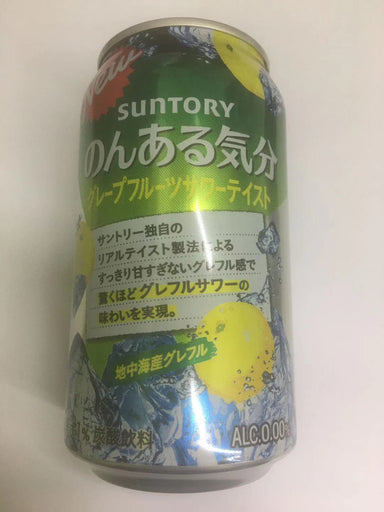 New
SUNTORY
のんある気分
グレープフルーツサワーテイスト
サントリー独自の
リアルテイスト製法による
すっきり甘すぎないグレフル感で
驚くほどグレフルサワーの
味わいを実現。
地中海産グレフル
1%炭酸飲料
ALC.0.00